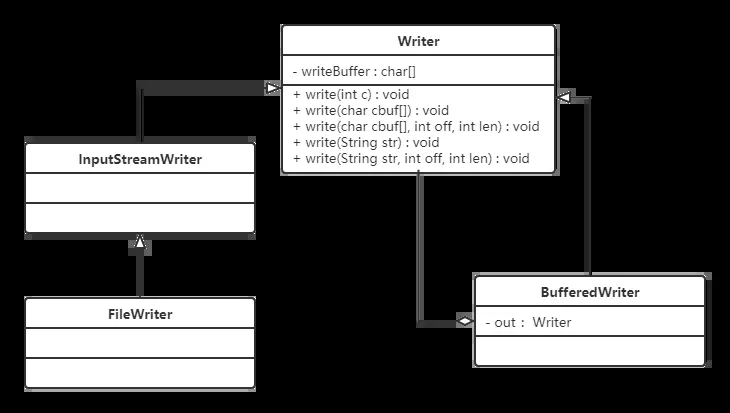 Writer
- writeBuffer : char[]
+ write(int c) : void
+ write(char cbuf[]) : void
+ write(char cbuf[], int off, int len) : void
+ write(String str) : void
+ write(String str, int off, int len) : void
InputStreamWriter
FileWriter
BufferedWriter
- out : Writer